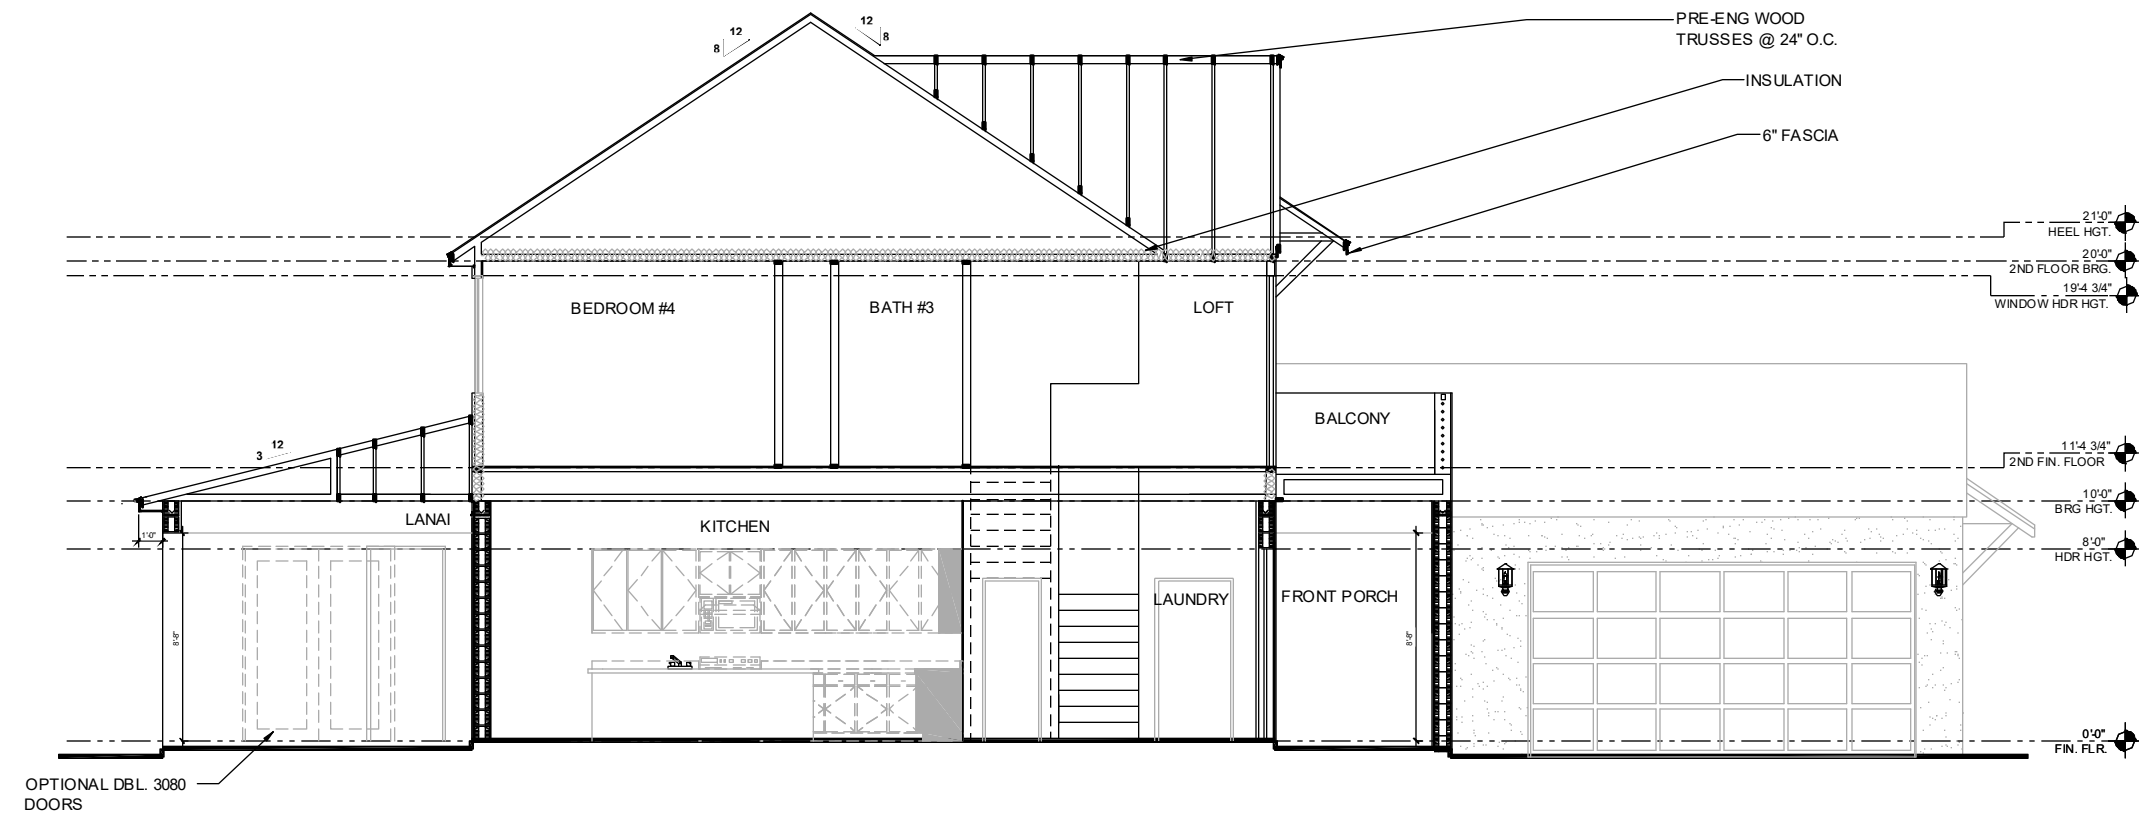 PRE-ENG WOOD
TRUSSES @ 24" O.C.
12
8
12
8
INSULATION
6" FASCIA
21'-0"
HEEL HGT.
20'-0"
2ND FLOOR BRG.
19'-4 3/4"
WINDOW HDR HGT.
BEDROOM #4
BATH #3
LOFT
BALCONY
12
3
11'-4 3/4"
2ND FIN. FLOOR
10'-0"
BRG HGT.
LANAI
KITCHEN
1'-0"
8'-0"
HDR HGT.
LAUNDRY
FRONT PORCH
8'-8"
8'-8"
0'-0"
FIN. FLR.
OPTIONAL DBL. 3080
DOORS